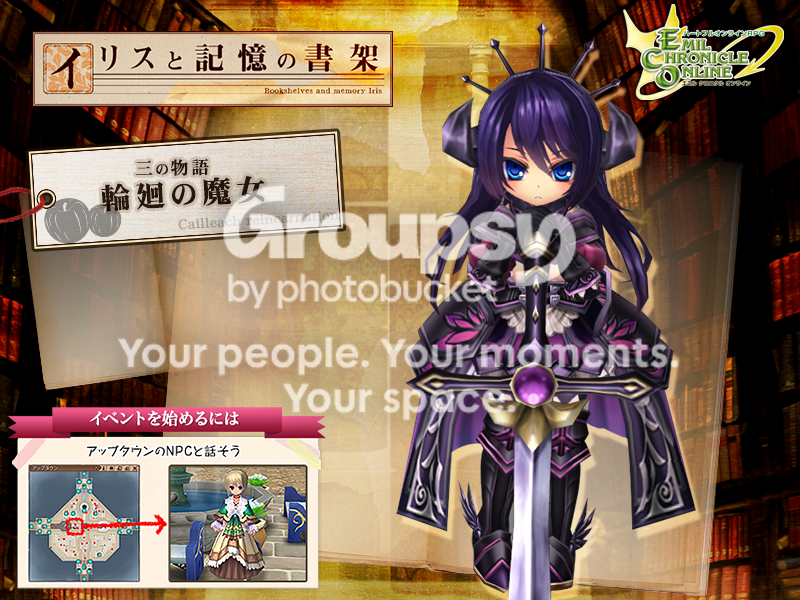 イリスと記憶の書架
Bookshelves and memory Iris
ハートフルオンラインRPG
EMIL
CHRONICLE
ONLINE
エミル クロニクル オンライン
三の物語
輪廻の魔女
Cailleach reincarnation
Groupsy
by photobucket
Your people. Your moments.
Your space.
イベントを始めるには
アップタウンのNPCと話そう
アップタウン